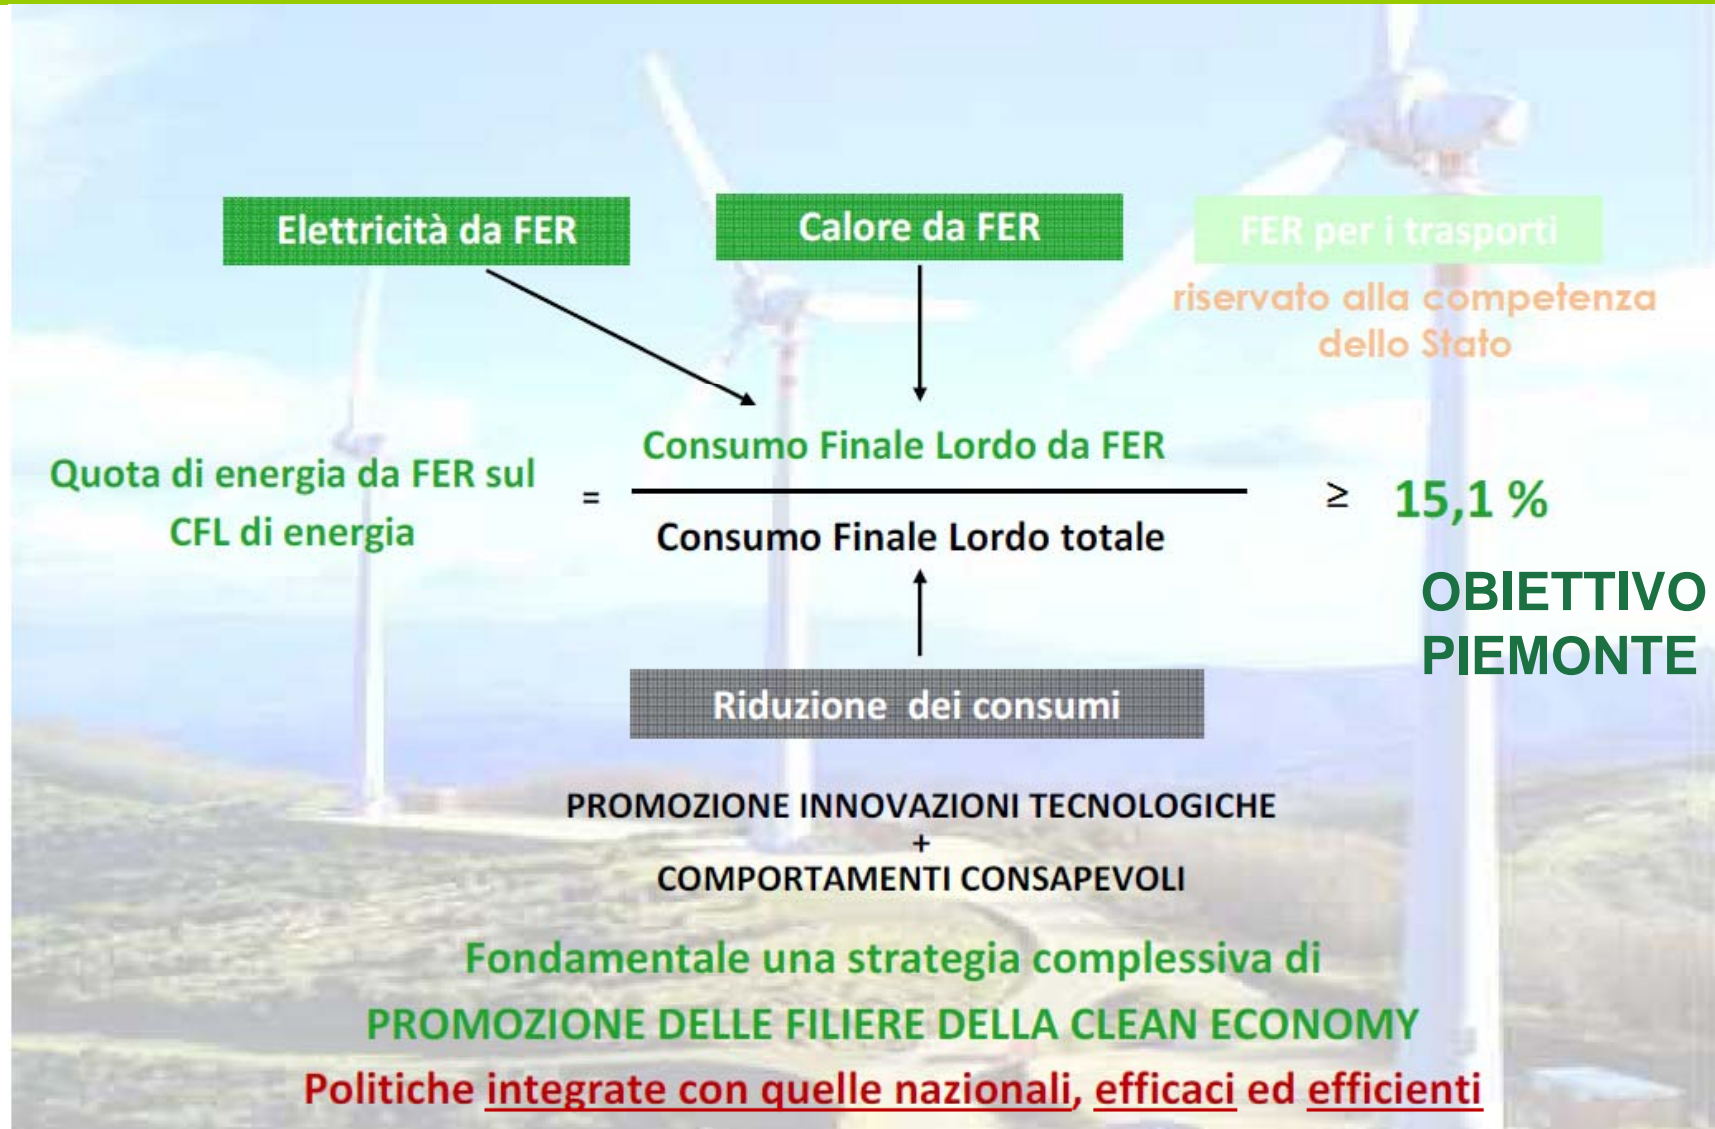 Elettricità da FER
Calore da FER
FER per i trasporti
riservato alla competenza
dello Stato
Quota di energia da FER sul
CFL di energia
=
Consumo Finale Lordo da FER
Consumo Finale Lordo totale
≥ 15,1 %
OBIETTIVO
PIEMONTE
Riduzione dei consumi
PROMOZIONE INNOVAZIONI TECNOLOGICHE
+
COMPORTAMENTI CONSAPEVOLI
Fondamentale una strategia complessiva di
PROMOZIONE DELLE FILIERE DELLA CLEAN ECONOMY
Politiche integrate con quelle nazionali, efficaci ed efficienti